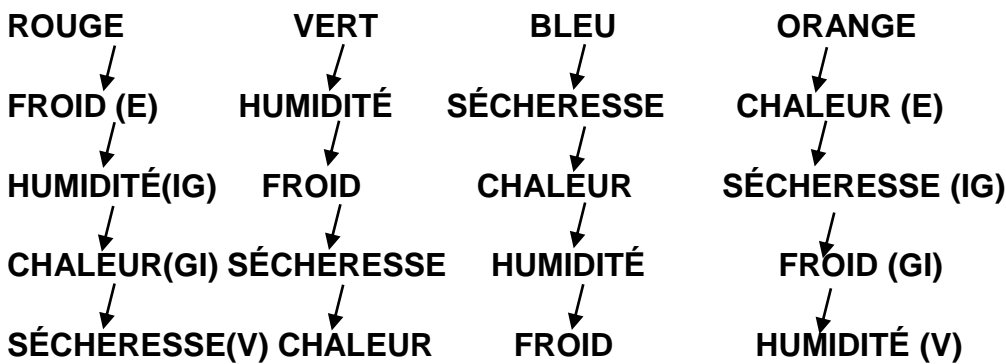 ROUGE VERT BLEU ORANGE
FROID (E) HUMIDITÉ SÉCHERESSE CHALEUR (E)
HUMIDITÉ(IG) FROID CHALEUR SÉCHERESSE (IG)
CHALEUR(GI) SÉCHERESSE HUMIDITÉ FROID (GI)
SÉCHERESSE(V) CHALEUR FROID HUMIDITÉ (V)